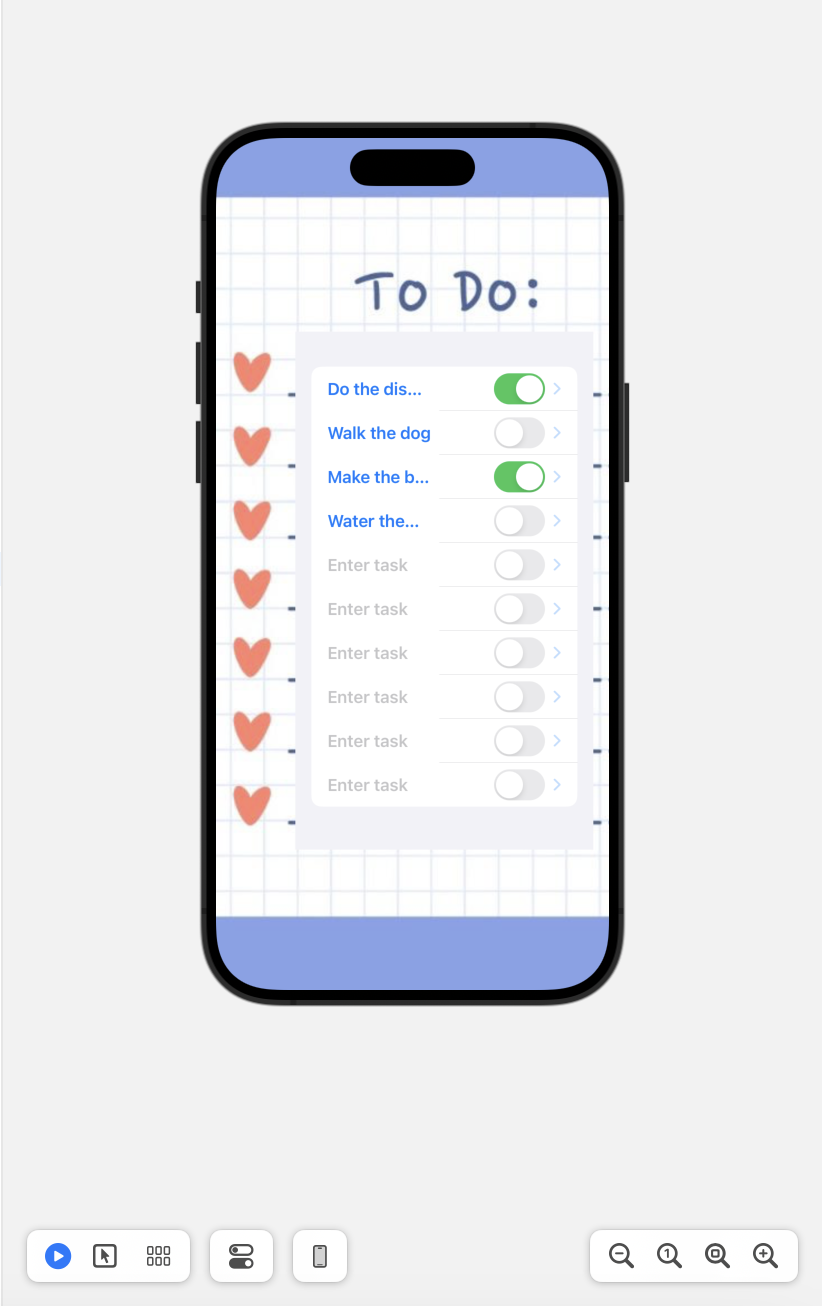 To Do:
Do the dis...
Walk the dog
Make the b...
Water the...
Enter task
Enter task
Enter task
Enter task
Enter task
Enter task
1